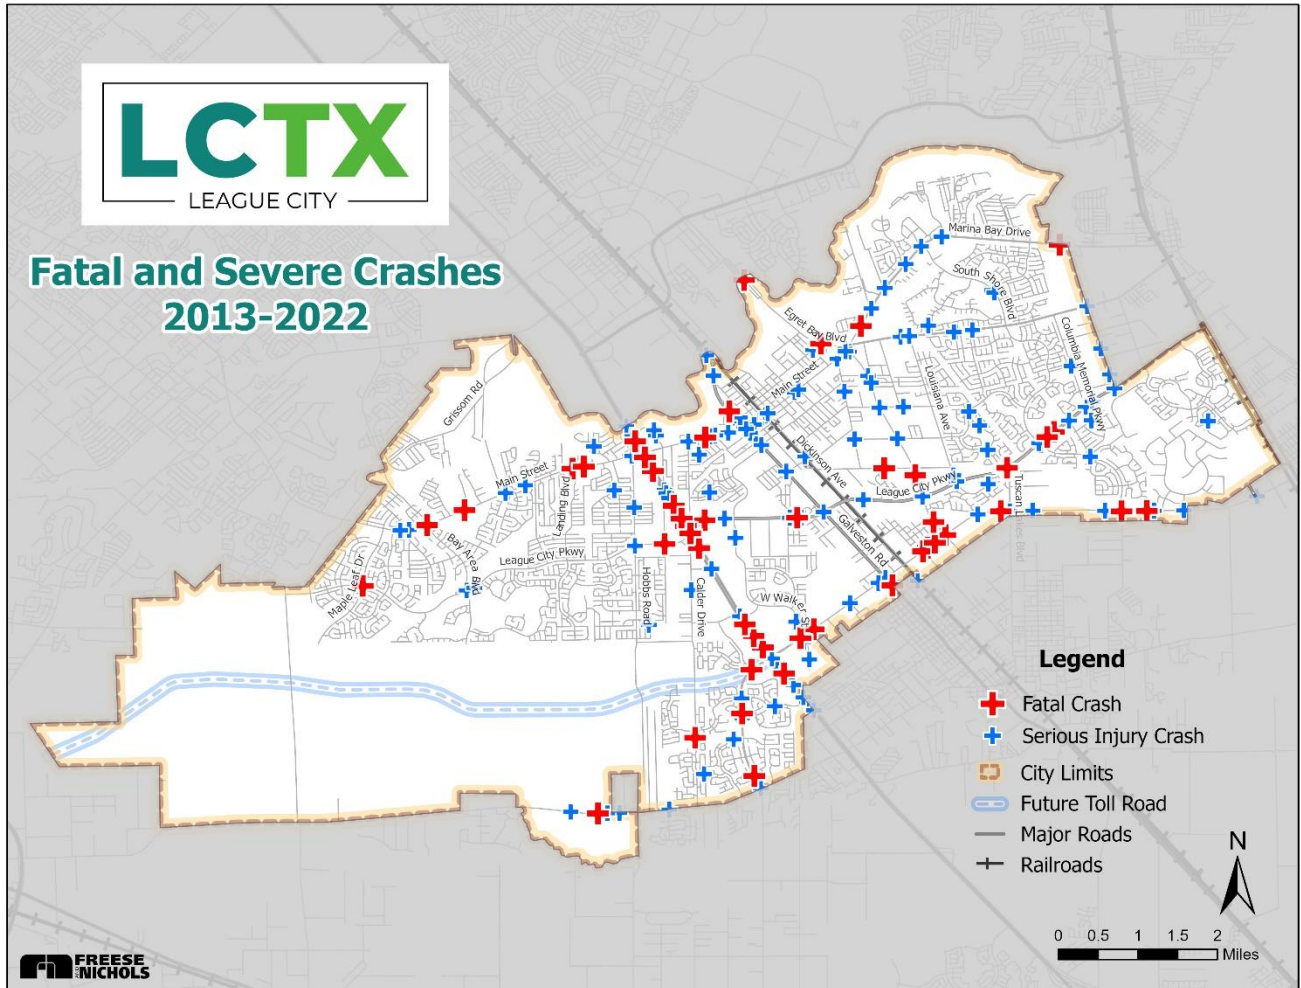 LCTX
LEAGUE CITY
Fatal and Severe Crashes
2013-2022
Marina Bay Drive
South Shore Blvd
Egret Bay Blvd
Columbia Memorial Pkwy
Main Street
Louisiana Ave
Grissom Rd
Dickinson Ave
Main Street
Landing Blvd
League City Pkwy
Tuscan Lakes Blvd
Galveston Rd
Bay Area Blvd
League City Pkwy
Maple Leaf Dr
Hobbs Road
Calder Drive
W Walker St
Legend
Fatal Crash
Serious Injury Crash
City Limits
Future Toll Road
Major Roads
Railroads
N
0 0.5 1 1.5 2
Miles
FREESE
AND
NICHOLS